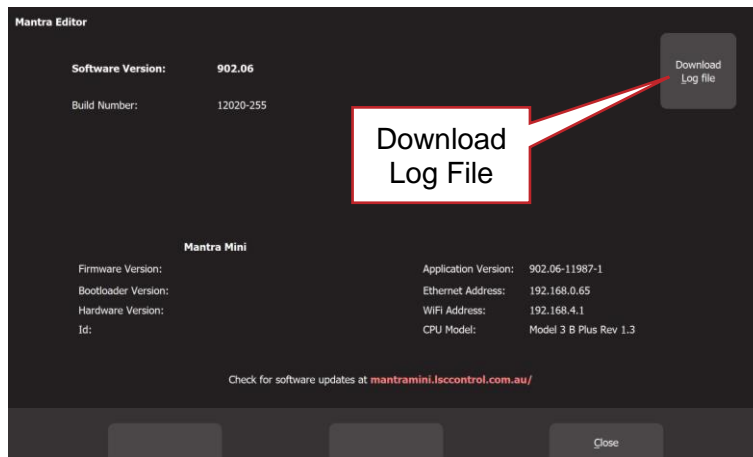 Mantra Editor
Software Version: 902.06
Download
Log file
Build Number: 12020-255
Download
Log File
Mantra Mini
Firmware Version:
Application Version: 902.06-11987-1
Bootloader Version:
Ethernet Address: 192.168.0.65
Hardware Version:
WiFi Address: 192.168.4.1
Id:
CPU Model: Model 3 B Plus Rev 1.3
Check for software updates at mantramini.lsccontrol.com.au/
Close